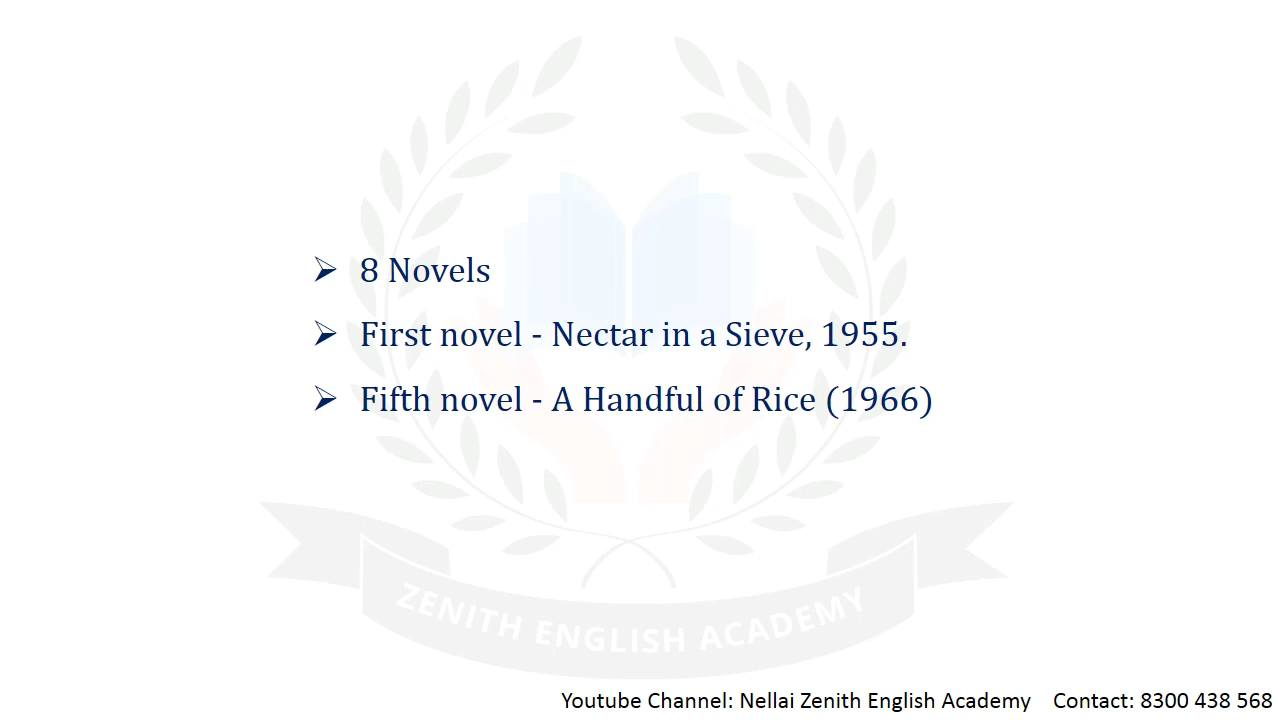 8 Novels
First novel - Nectar in a Sieve, 1955.
Fifth novel - A Handful of Rice (1966)
ZENITH ENGLISH ACADEMY
Youtube Channel: Nellai Zenith English Academy Contact: 8300 438 568